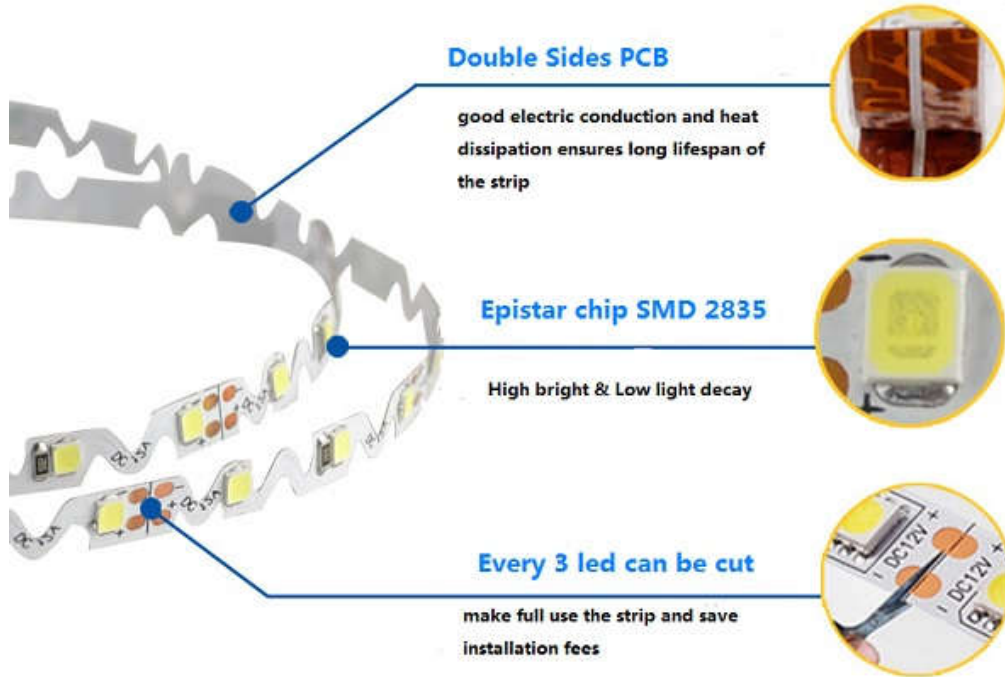 Double Sides PCB
good electric conduction and heat
dissipation ensures long lifespan of
the strip
Epistar chip SMD 2835
High bright & Low light decay
Every 3 led can be cut
make full use the strip and save
installation fees
DC12V +
DC12V +